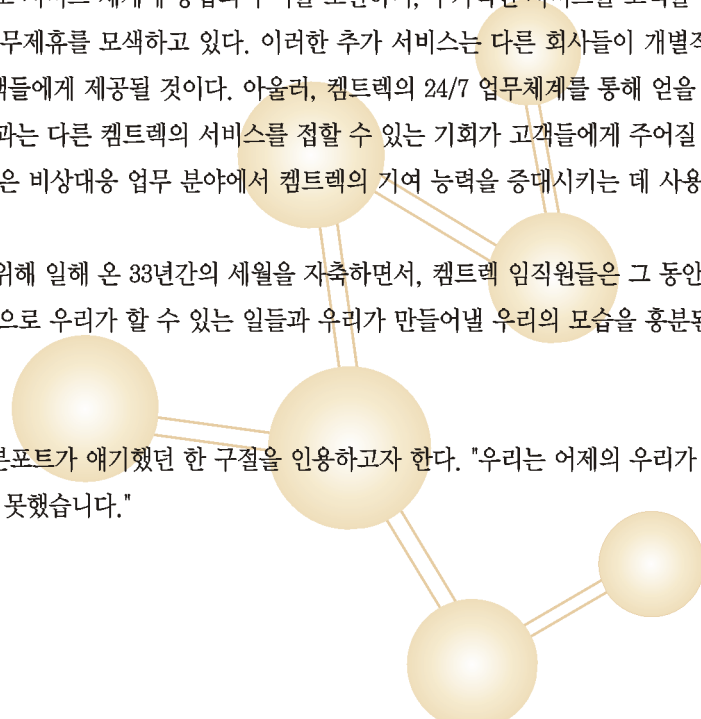 무제휴를 모색하고 있다. 이러한 추가 서비스는 다른 회사들이 개별적
객들에게 제공될 것이다. 아울러, 켐트렉의 24/7 업무체계를 통해 얻을
과는 다른 켐트렉의 서비스를 접할 수 있는 기회가 고객들에게 주어질
은 비상대응 업무 분야에서 켐트렉의 기여 능력을 증대시키는 데 사용
위해 일해 온 33년간의 세월을 자축하면서, 켐트렉 임직원들은 그 동안
으로 우리가 할 수 있는 일들과 우리가 만들어낼 우리의 모습을 흥분된
본포트가 얘기했던 한 구절을 인용하고자 한다. "우리는 어제의 우리가
못했습니다."